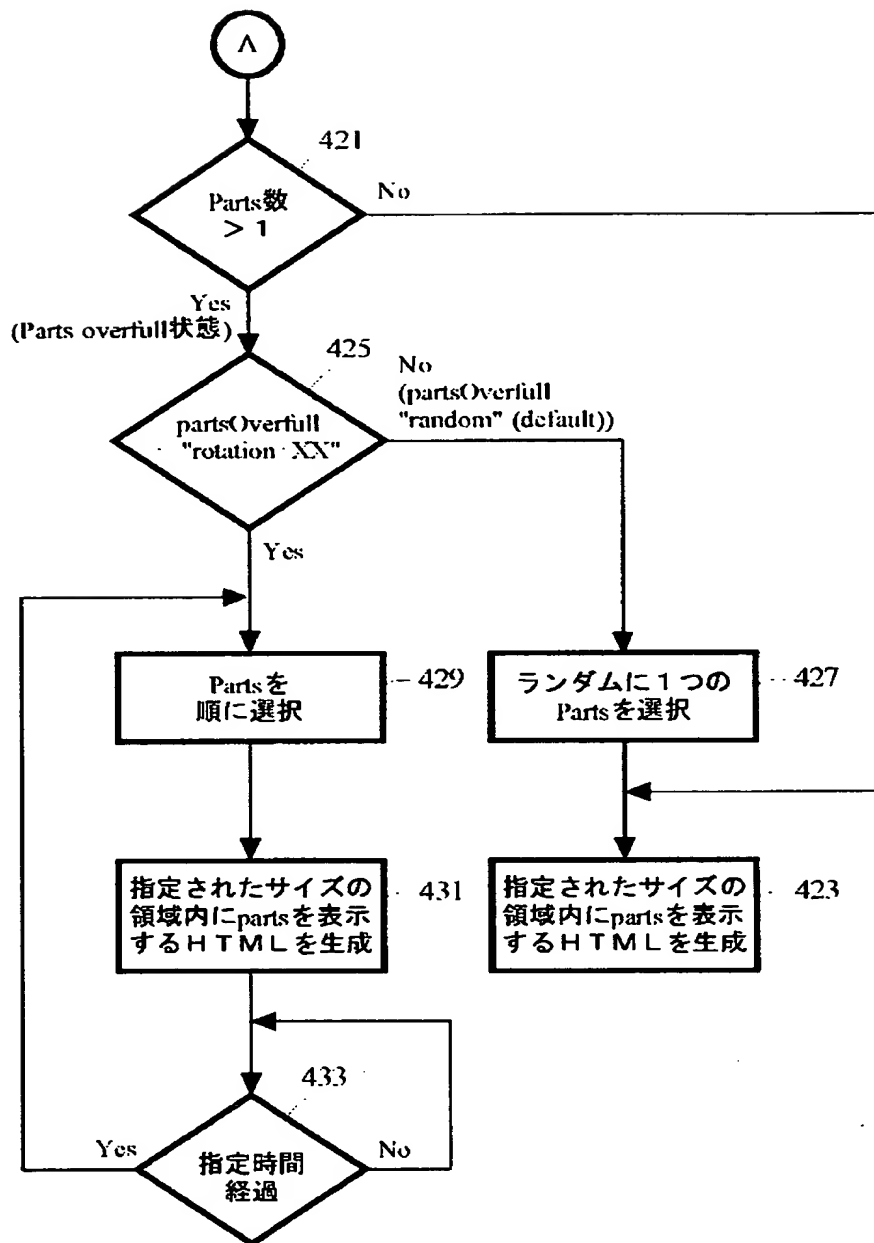 A
421
Parts数
> 1
No
Yes
(Parts overfull状態)
425
partsOverfull
"rotation XX"
No
(partsOverfull
"random" (default))
Yes
Partsを
順に選択
429
ランダムに1つの
Partsを選択
427
指定されたサイズの
領域内にpartsを表示
するHTMLを生成
431
指定されたサイズの
領域内にpartsを表示
するHTMLを生成
423
433
指定時間
経過
Yes
No